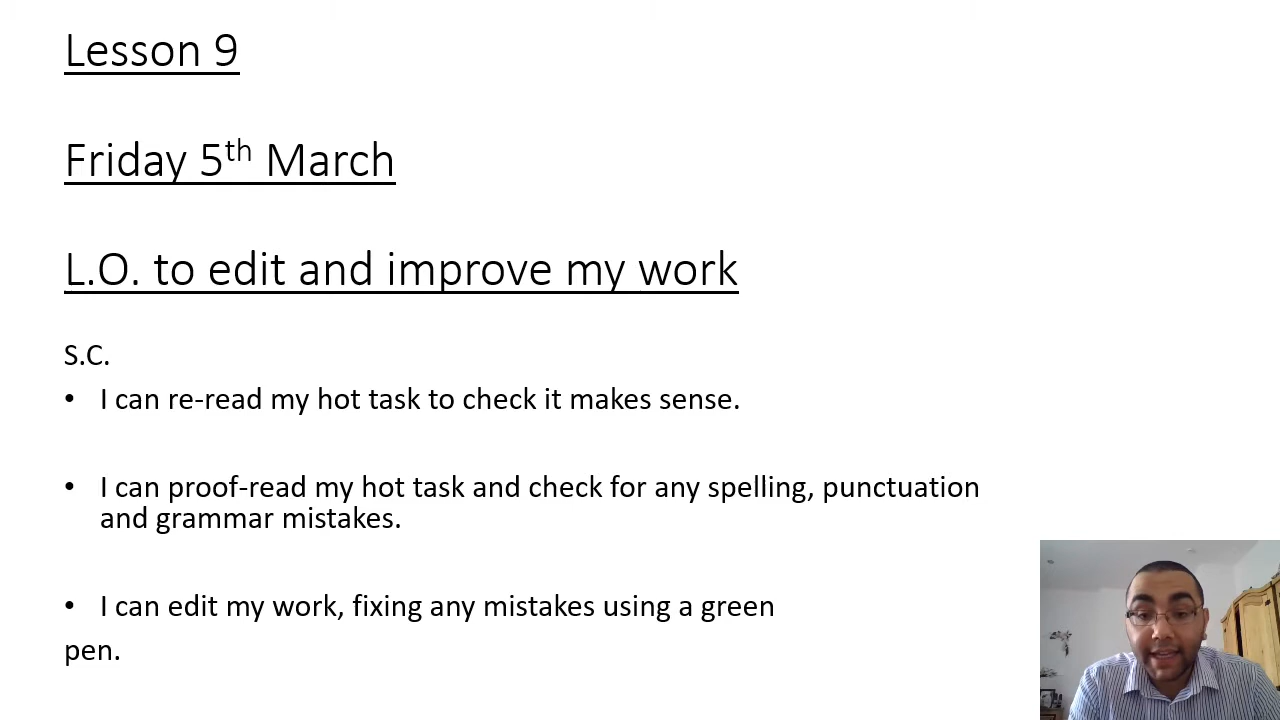 Lesson 9
Friday 5th March
L.O. to edit and improve my work
S.C.
• I can re-read my hot task to check it makes sense.
• I can proof-read my hot task and check for any spelling, punctuation
and grammar mistakes.
• I can edit my work, fixing any mistakes using a green
pen.